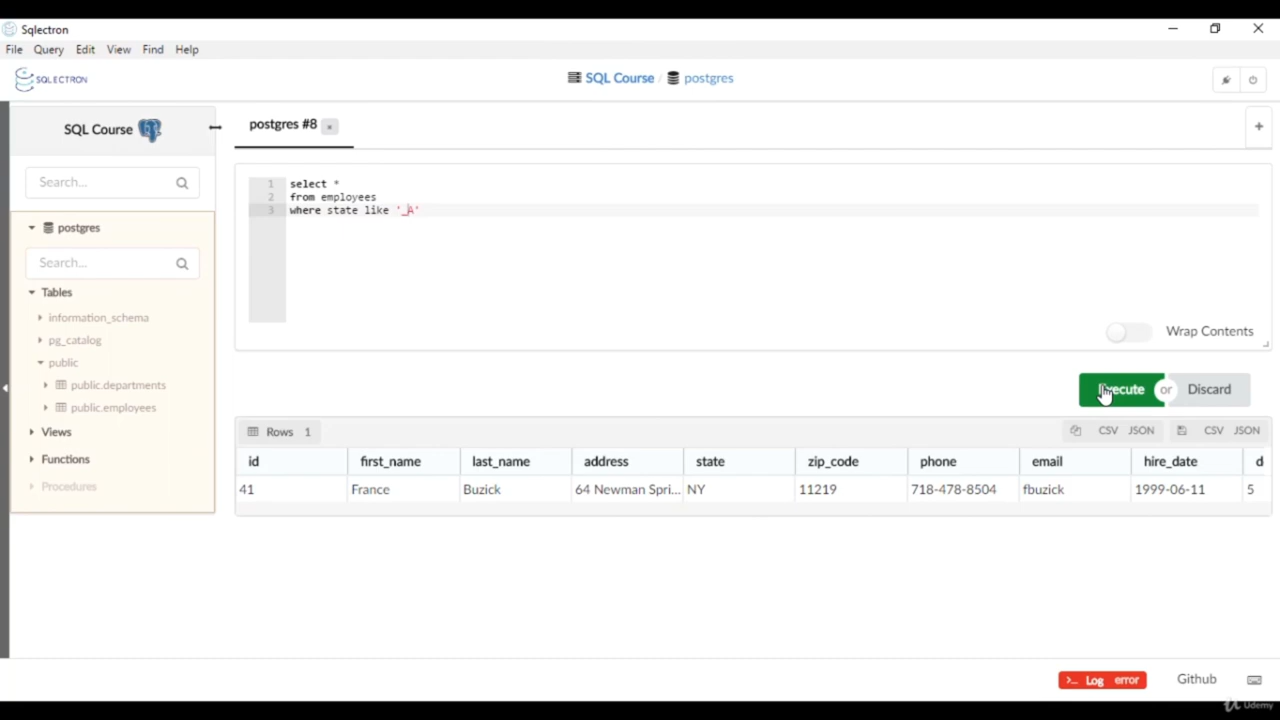 Sqlectron
File Query Edit View Find Help
SQLECTRON
SQL Course / postgres
SQL Course
postgres #8 ×
+
Search...
1 select *
2 from employees
3 where state like '_A'
postgres
Search...
Tables
information_schema
pg_catalog
public
public.departments
public.employees
Views
Functions
Procedures
Wrap Contents
Execute or Discard
Rows 1
CSV JSON CSV JSON
id first_name last_name address state zip_code phone email hire_date d
41 France Buzick 64 Newman Spri... NY 11219 718-478-8504 fbuzick 1999-06-11 5
>_ Log error Github
Udemy